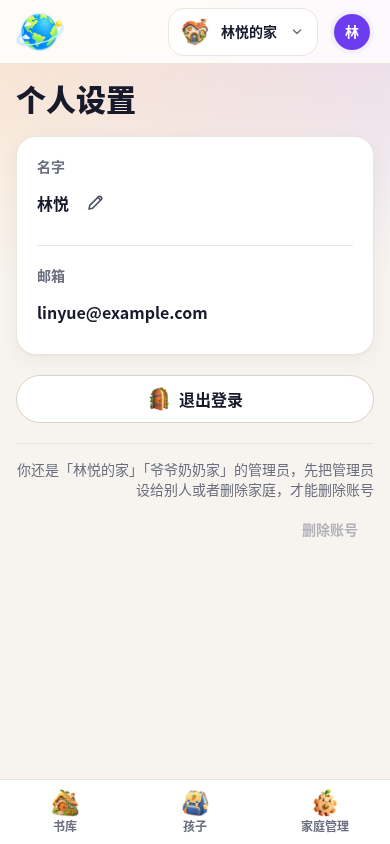 林悦的家
林
个人设置
名字
林悦
邮箱
linyue@example.com
退出登录
你还是「林悦的家」「爷爷奶奶家」的管理员，先把管理员
设给别人或者删除家庭，才能删除账号
删除账号
书库
孩子
家庭管理